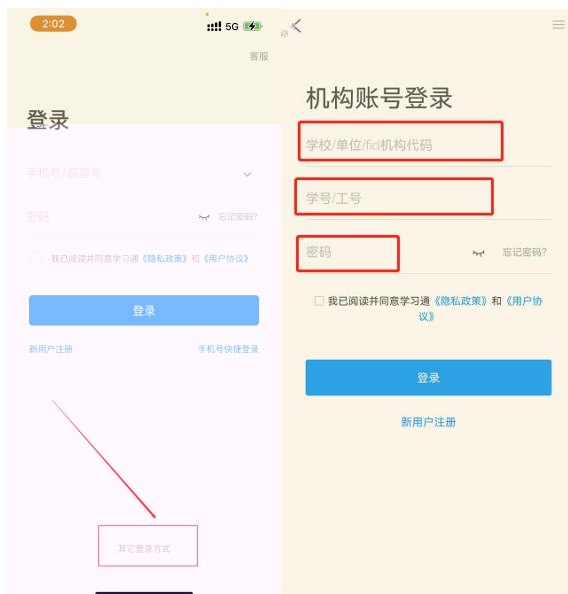 2:02
5G
客服
登录
手机号/超星号
密码
忘记密码?
我已阅读并同意学习通《隐私政策》和《用户协议》
登录
新用户注册
手机号快捷登录
其它登录方式
机构账号登录
学校/单位/fid机构代码
学号/工号
密码
忘记密码?
我已阅读并同意学习通《隐私政策》和《用户协
议》
登录
新用户注册